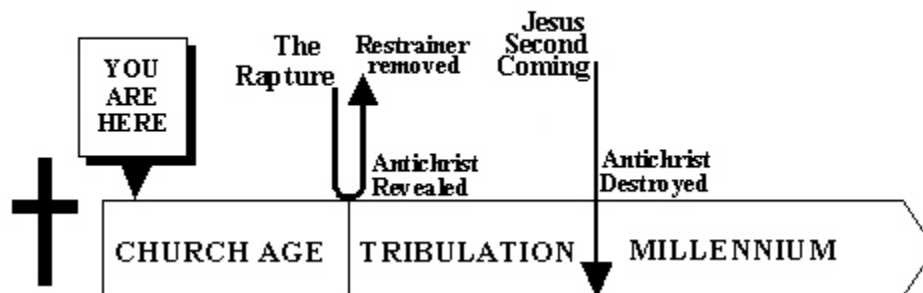 YOU
ARE
HERE
The
Rapture
Restrainer
removed
Jesus
Second
Coming
Antichrist
Revealed
Antichrist
Destroyed
CHURCH AGE
TRIBULATION
MILLENNIUM